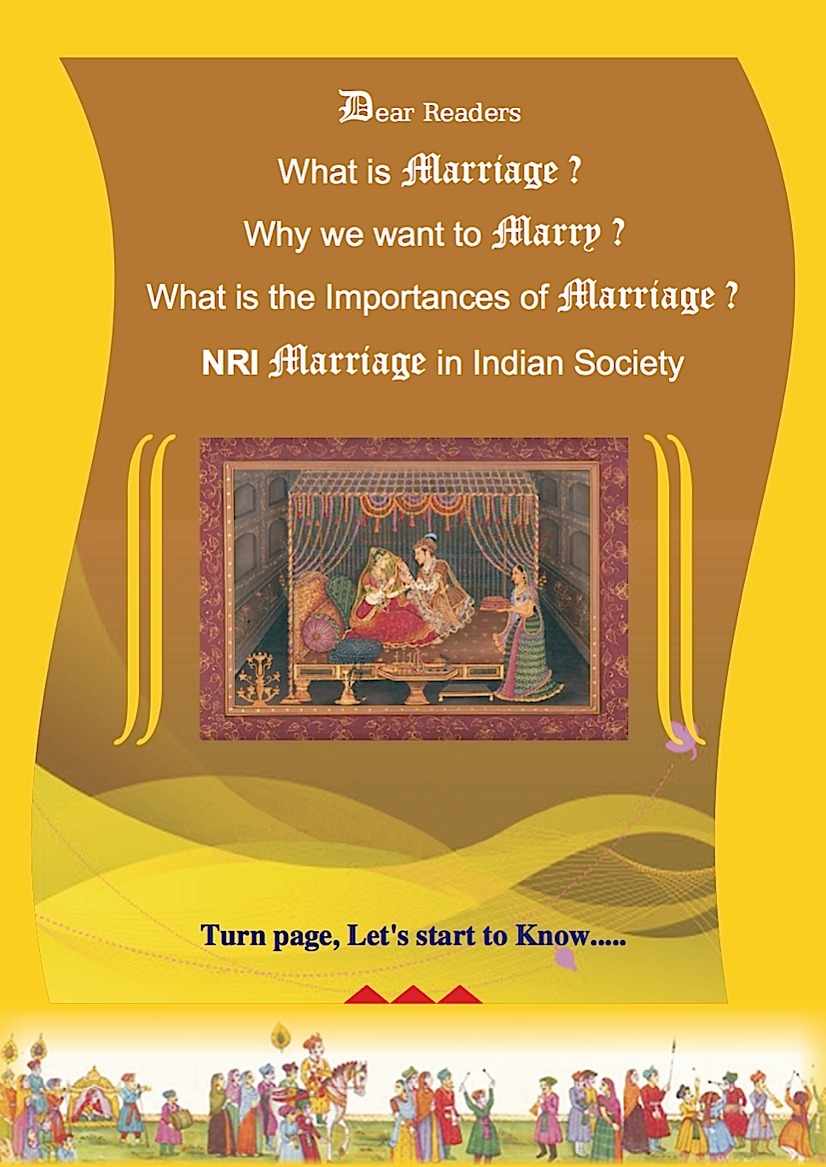 Dear Readers
What is Marriage ?
Why we want to Marry ?
What is the Importances of Marriage ?
NRI Marriage in Indian Society
Turn page, Let's start to Know.....